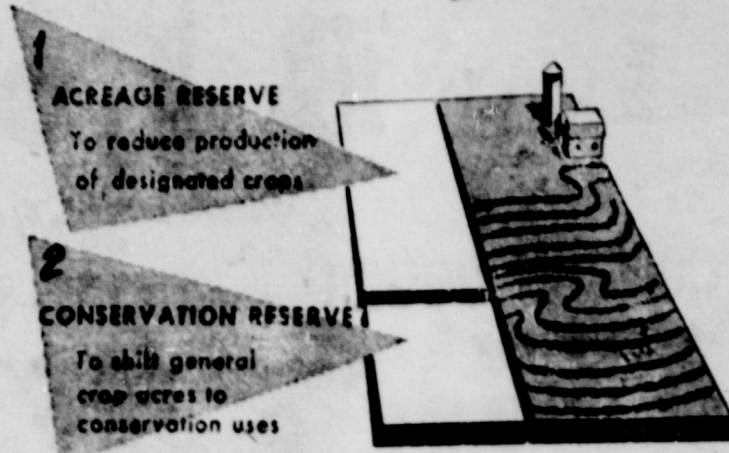 1
ACREAGE RESERVE
To reduce production
of designated crops
2
CONSERVATION RESERVE
To shift general
crop acres to
conservation uses